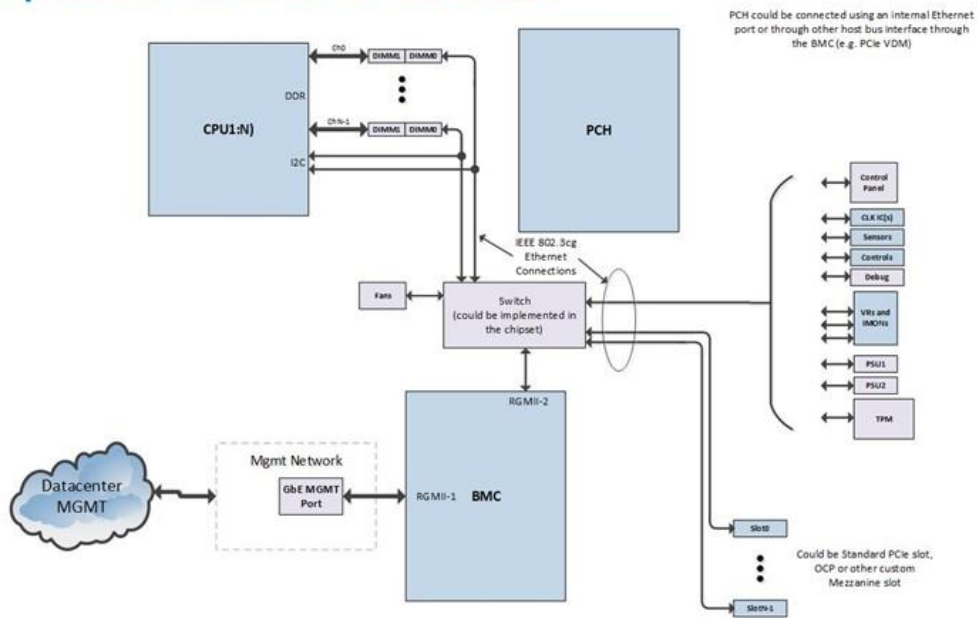 PCH could be connected using an internal Ethernet
port or through other host bus interface through
the BMC (e.g. PCIe VDM)
Ch0
DIMM1 DIMM0
DDR
CPU1:N)
ChN-1
DIMM1 DIMM0
I2C
PCH
Control
Panel
CLK IC(s)
Sensors
Controls
Debug
VRs and
IMONs
PSU1
PSU2
TPM
IEEE 802.3cg
Ethernet
Connections
Fans
Switch
(could be implemented in
the chipset)
RGMII-2
Mgmt Network
GbE MGMT
Port
RGMII-1
BMC
Datacenter
MGMT
Slot0
Could be Standard PCIe slot,
OCP or other custom
Mezzanine slot
SlotN-1